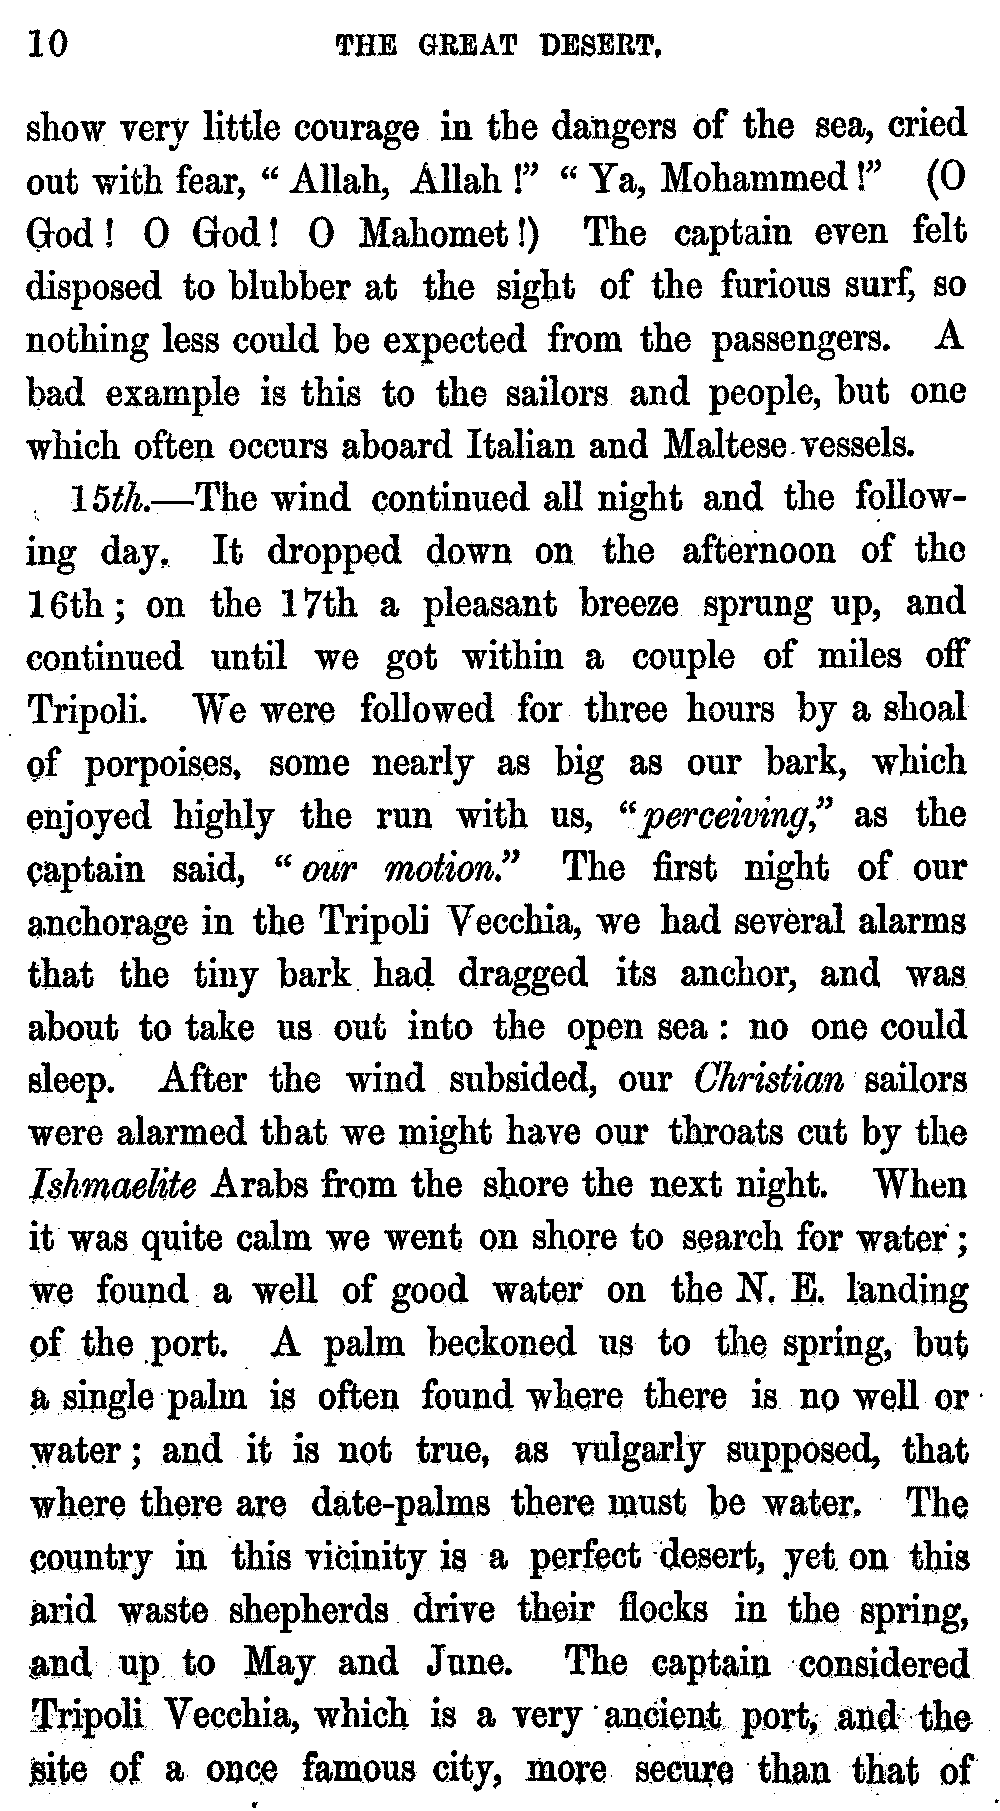 10 THE GREAT DESERT.
show very little courage in the dangers of the sea, cried
out with fear, “ Allah, Allah !” “ Ya, Mohammed !” (O
God ! O God ! O Mahomet !) The captain even felt
disposed to blubber at the sight of the furious surf, so
nothing less could be expected from the passengers. A
bad example is this to the sailors and people, but one
which often occurs aboard Italian and Maltese vessels.
15th.—The wind continued all night and the follow-
ing day. It dropped down on the afternoon of the
16th ; on the 17th a pleasant breeze sprung up, and
continued until we got within a couple of miles off
Tripoli. We were followed for three hours by a shoal
of porpoises, some nearly as big as our bark, which
enjoyed highly the run with us, “perceiving,” as the
captain said, “ our motion.” The first night of our
anchorage in the Tripoli Vecchia, we had several alarms
that the tiny bark had dragged its anchor, and was
about to take us out into the open sea : no one could
sleep. After the wind subsided, our Christian sailors
were alarmed that we might have our throats cut by the
Ishmaelite Arabs from the shore the next night. When
it was quite calm we went on shore to search for water ;
we found a well of good water on the N. E. landing
of the port. A palm beckoned us to the spring, but
a single palm is often found where there is no well or
water ; and it is not true, as vulgarly supposed, that
where there are date-palms there must be water. The
country in this vicinity is a perfect desert, yet on this
arid waste shepherds drive their flocks in the spring,
and up to May and June. The captain considered
Tripoli Vecchia, which is a very ancient port, and the
site of a once famous city, more secure than that of